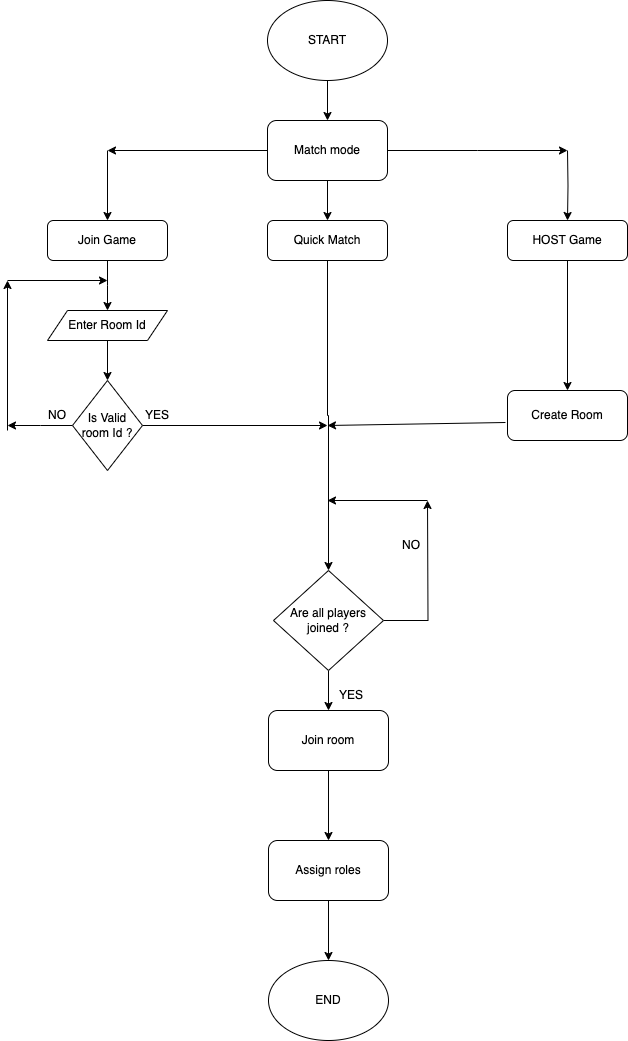 START
Match mode
Join Game
Quick Match
HOST Game
Enter Room Id
NO
Is Valid
room Id ?
YES
Create Room
NO
Are all players
joined ?
YES
Join room
Assign roles
END